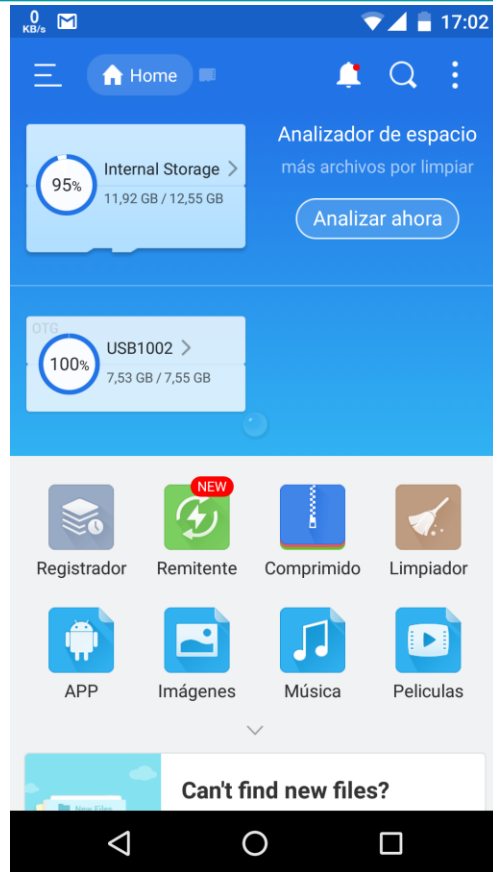 0
KB/s
17:02
Home
Analizador de espacio
más archivos por limpiar
Analizar ahora
95%
Internal Storage >
11,92 GB / 12,55 GB
OTG
100%
USB1002 >
7,53 GB / 7,55 GB
NEW
Registrador Remitente Comprimido Limpiador
APP Imágenes Música Peliculas
Can't find new files?
New Files